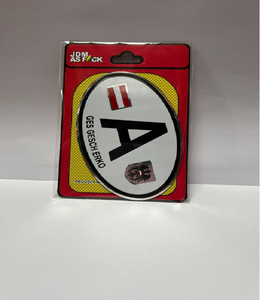 JDM
AS F*CK
A
GES GESCH ERKO